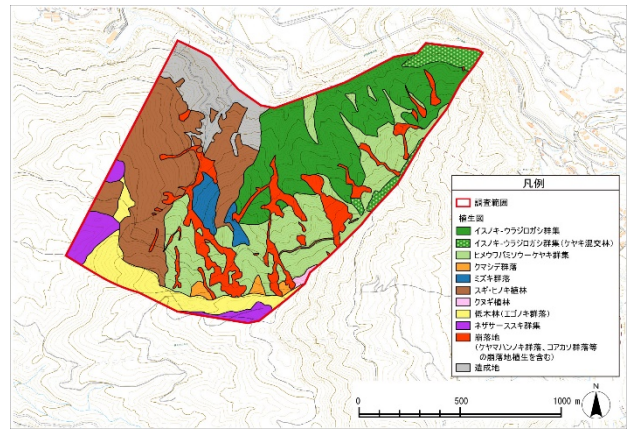 凡例
調査範囲
植生図
イスノキ-ウラジロガシ群集
イスノキ-ウラジロガシ群集(ケヤキ混交林)
ヒメウワバミソウ-ケヤキ群集
クマシデ群落
ミズキ群落
スギ・ヒノキ植林
クヌギ植林
低木林(エゴノキ群落)
ネザサ-ススキ群集
崩落地
(ケヤマハンノキ群落、コアカソ群落等
の崩落地植生を含む)
造成地
N
0 500 1000 m